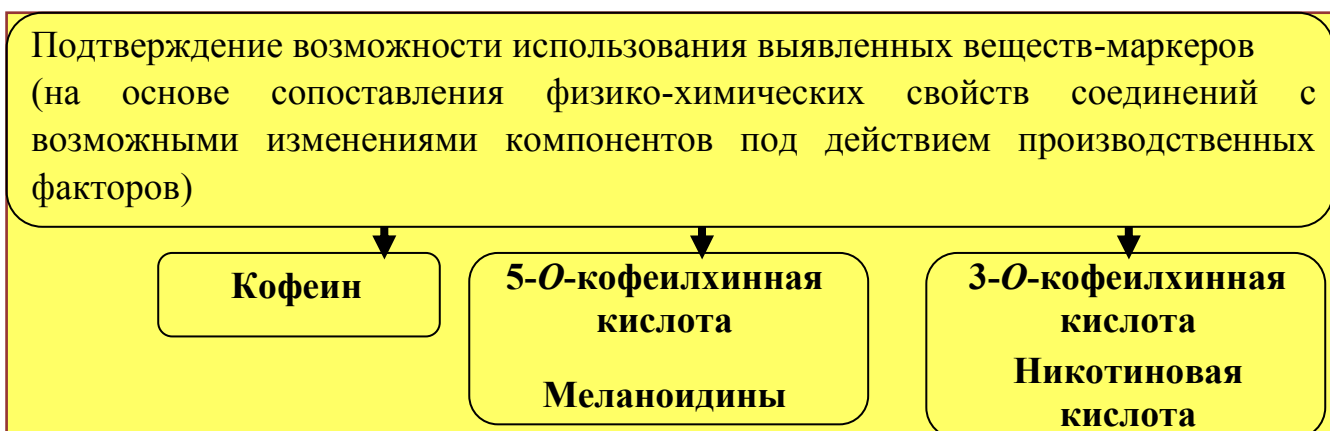 Подтверждение возможности использования выявленных веществ-маркеров
(на основе сопоставления физико-химических свойств соединений с
возможными изменениями компонентов под действием производственных
факторов)
Кофеин
5-О-кофеилхинная
кислота
Меланоидины
3-О-кофеилхинная
кислота
Никотиновая
кислота